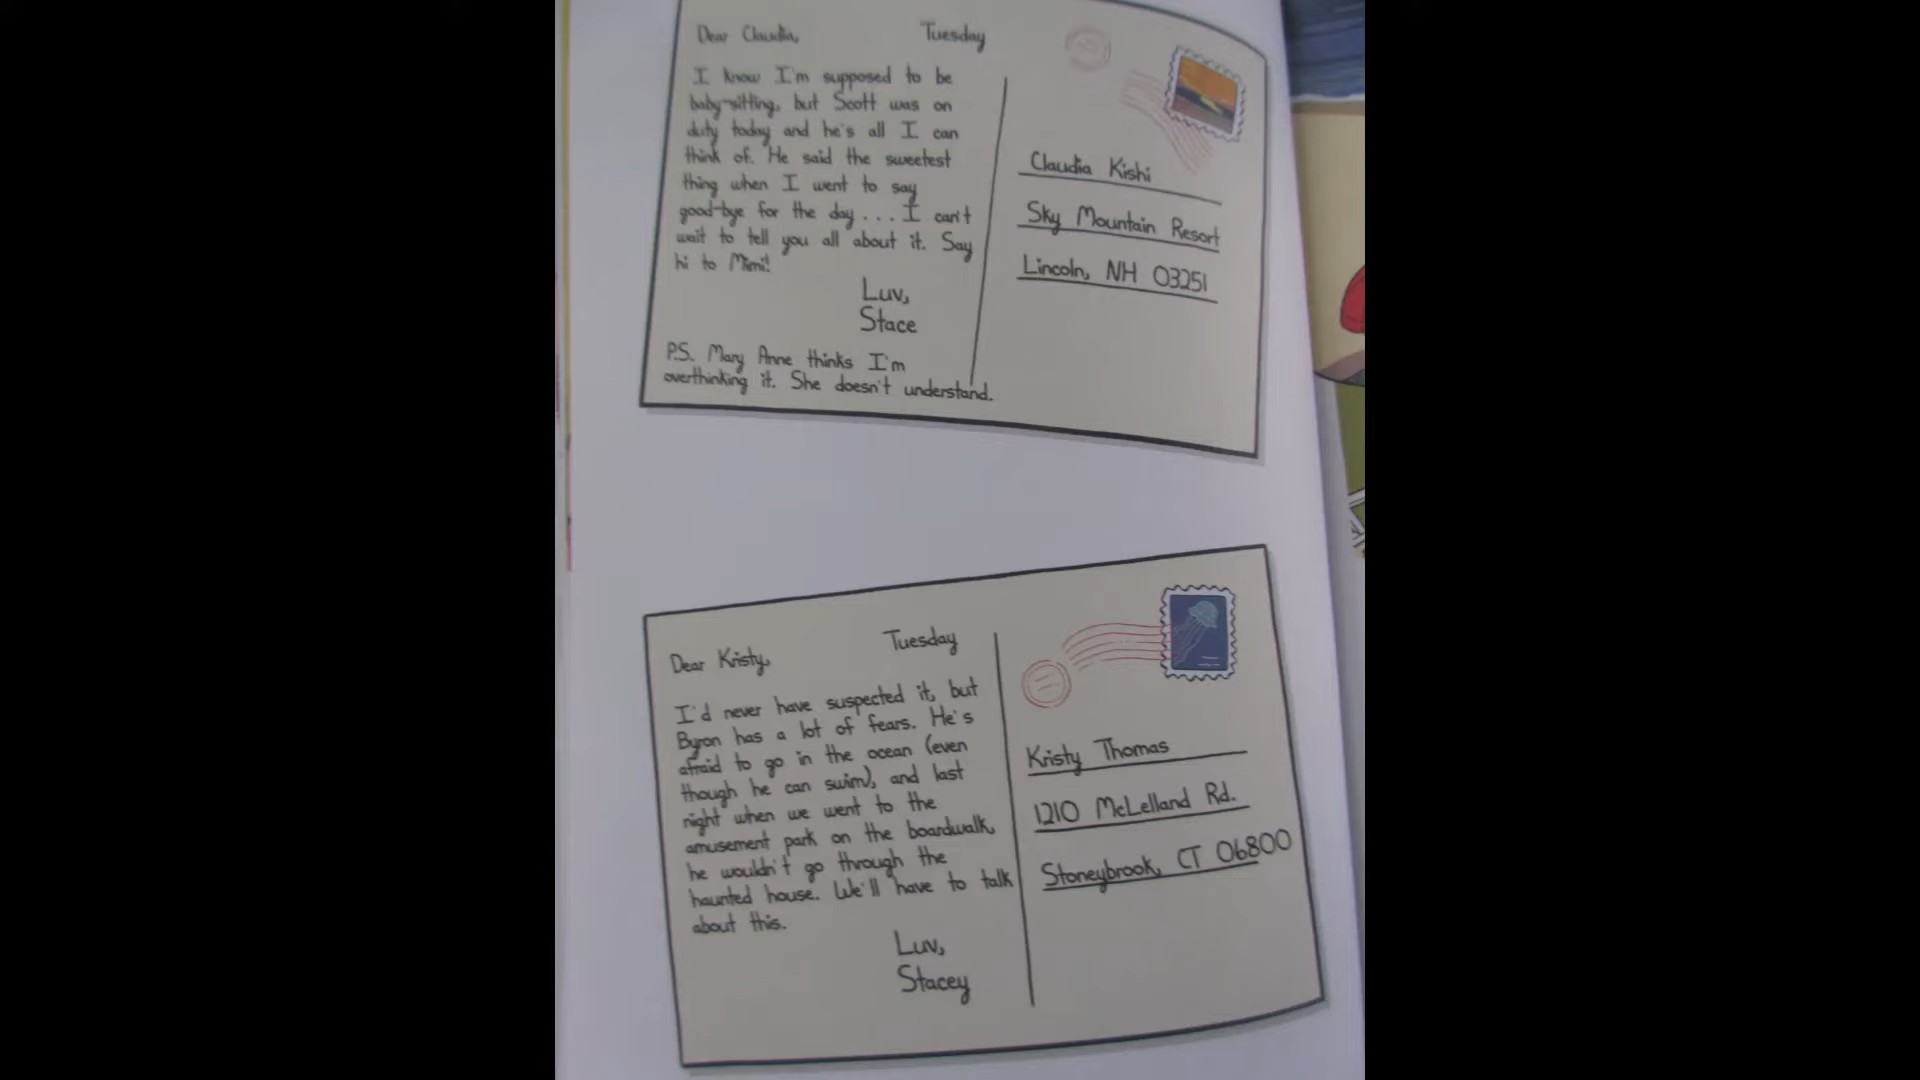 Dear Claudia,
Tuesday
I know I'm supposed to be
baby-sitting, but Scott was on
duty today and he's all I can
think of. He said the sweetest
thing when I went to say
good-bye for the day... I can't
wait to tell you all about it. Say
hi to Mimi!
Luv,
Stace
P.S. Mary Anne thinks I'm
overthinking it. She doesn't understand.
Claudia Kishi
Sky Mountain Resort
Lincoln, NH 03251
Dear Kristy,
Tuesday
I'd never have suspected it, but
Byron has a lot of fears. He's
afraid to go in the ocean (even
though he can swim), and last
night when we went to the
amusement park on the boardwalk,
he wouldn't go through the
haunted house. We'll have to talk
about this.
Luv,
Stacey
Kristy Thomas
1210 McLelland Rd.
Stoneybrook, CT 06800